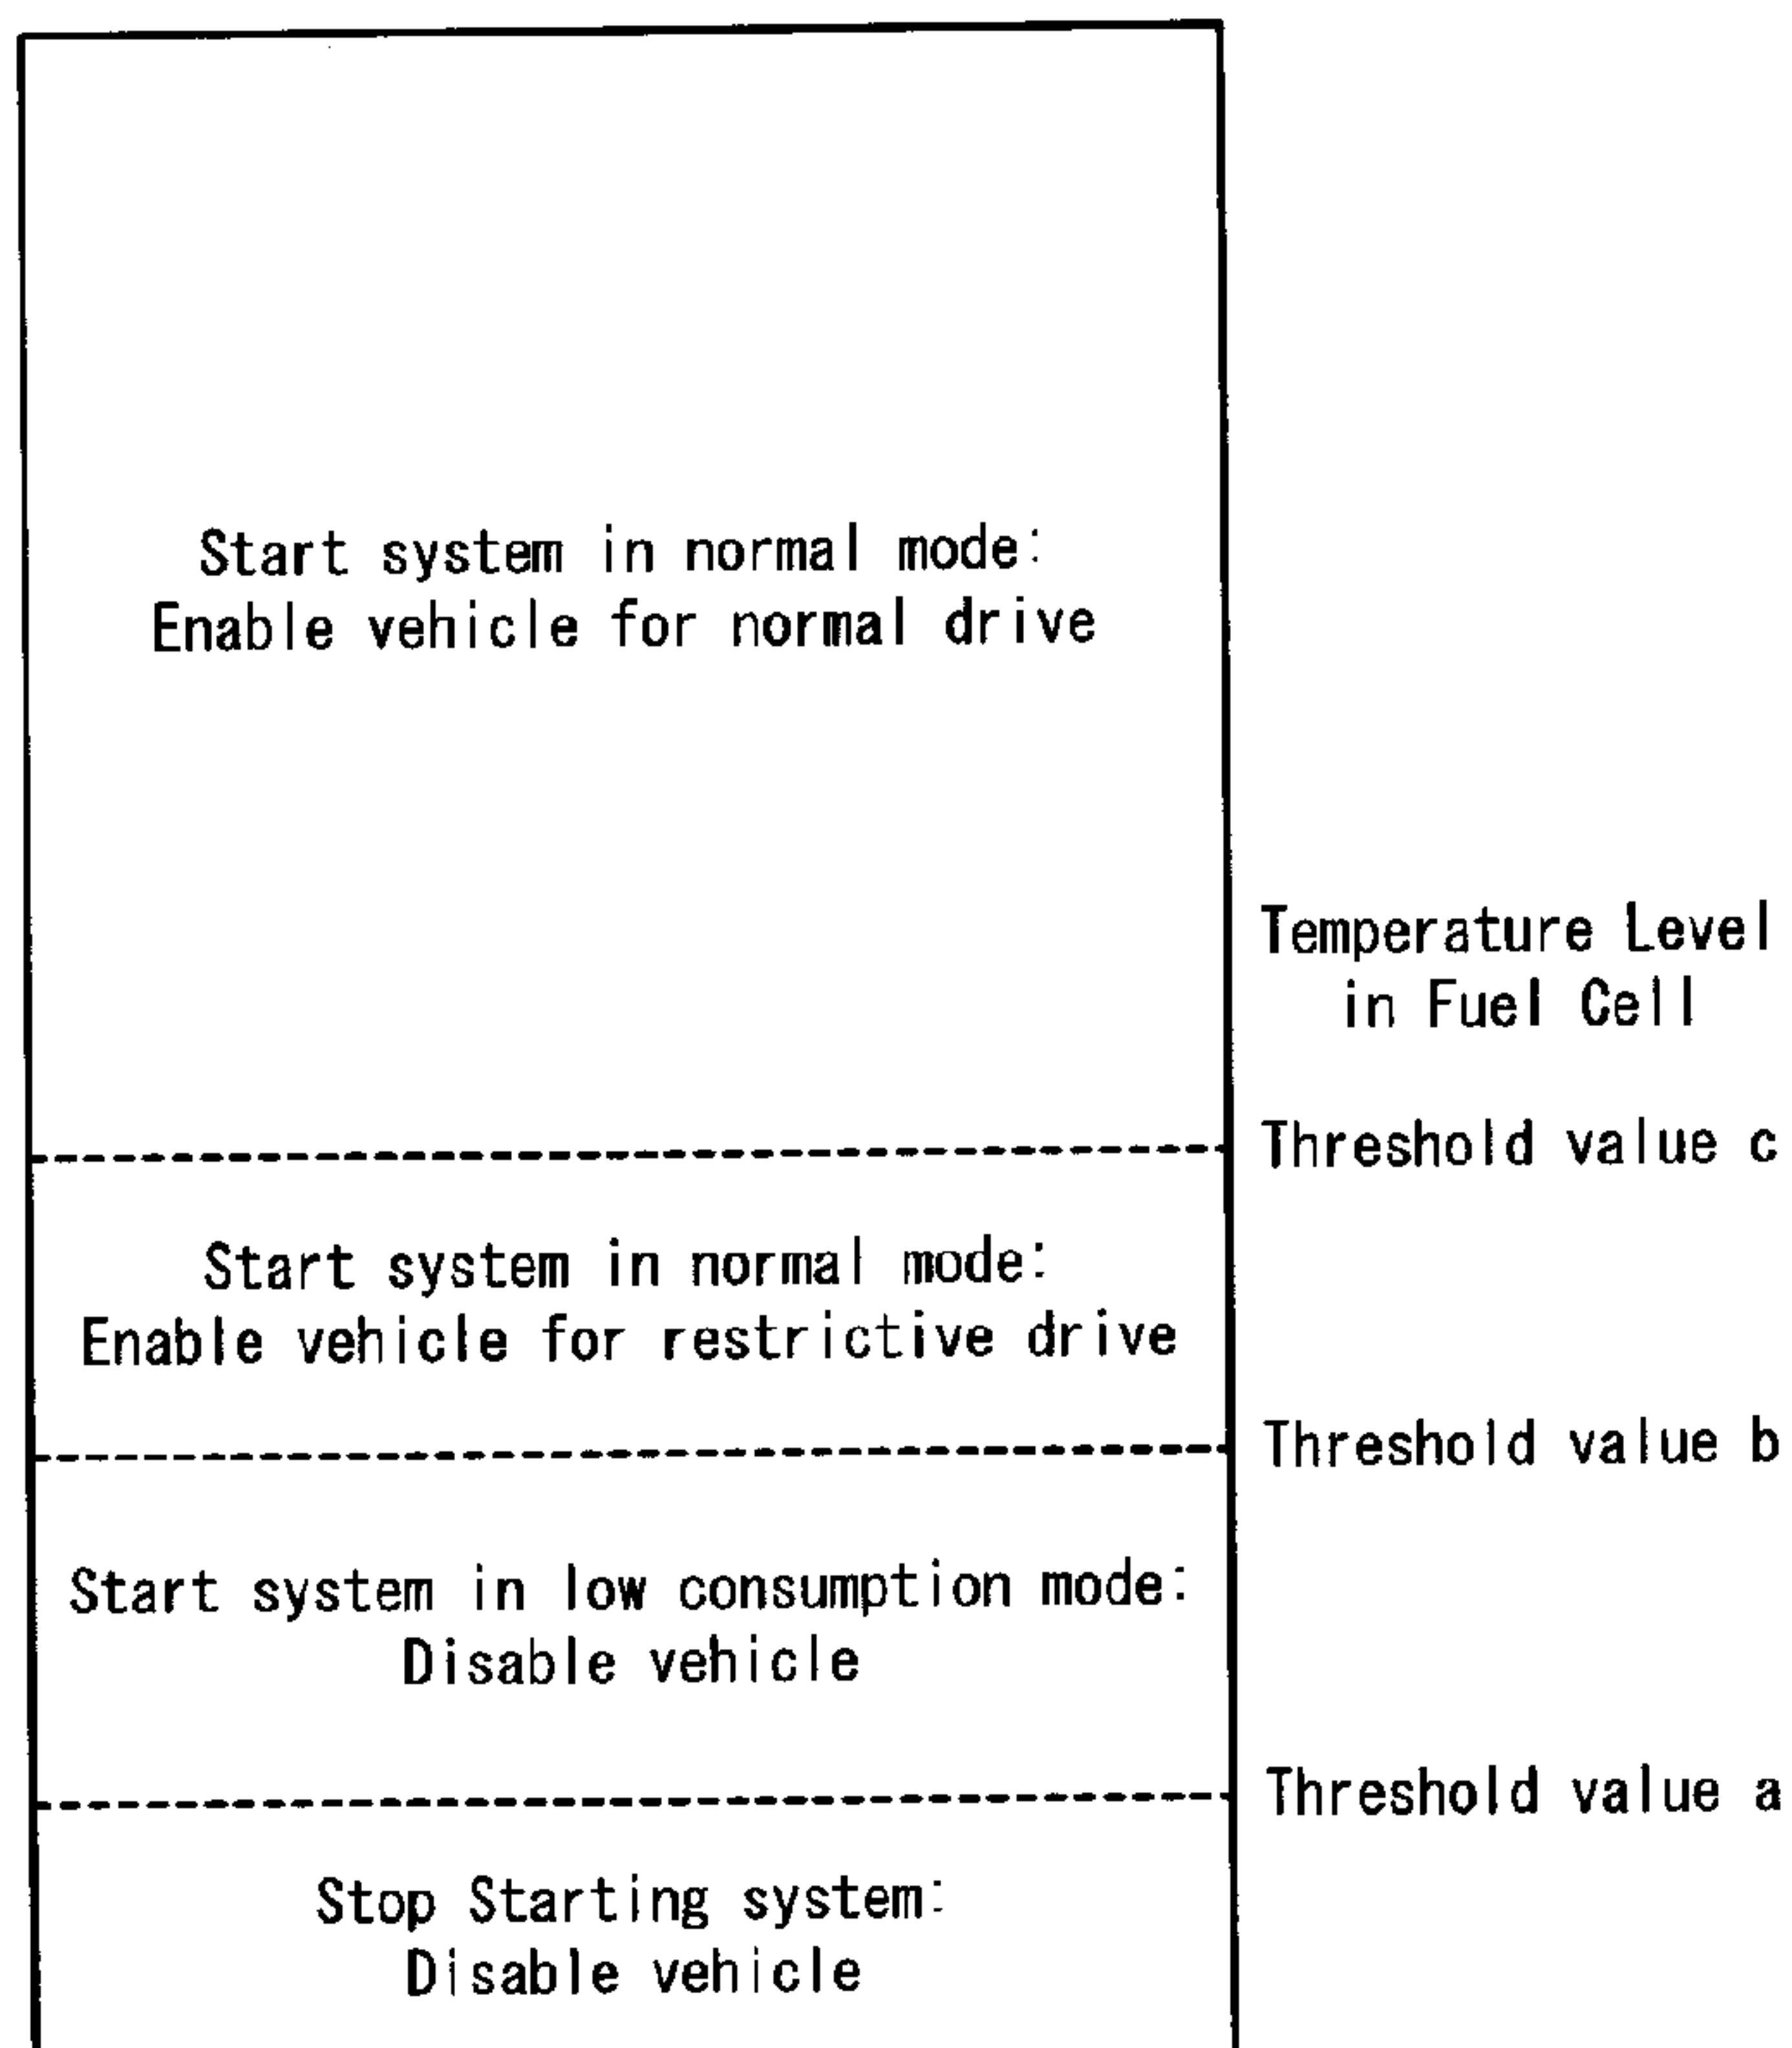 Start system in normal mode:
Enable vehicle for normal drive
Temperature Level
in Fuel Cell
Threshold value c
Start system in normal mode:
Enable vehicle for restrictive drive
Threshold value b
Start system in low consumption mode:
Disable vehicle
Threshold value a
Stop Starting system:
Disable vehicle